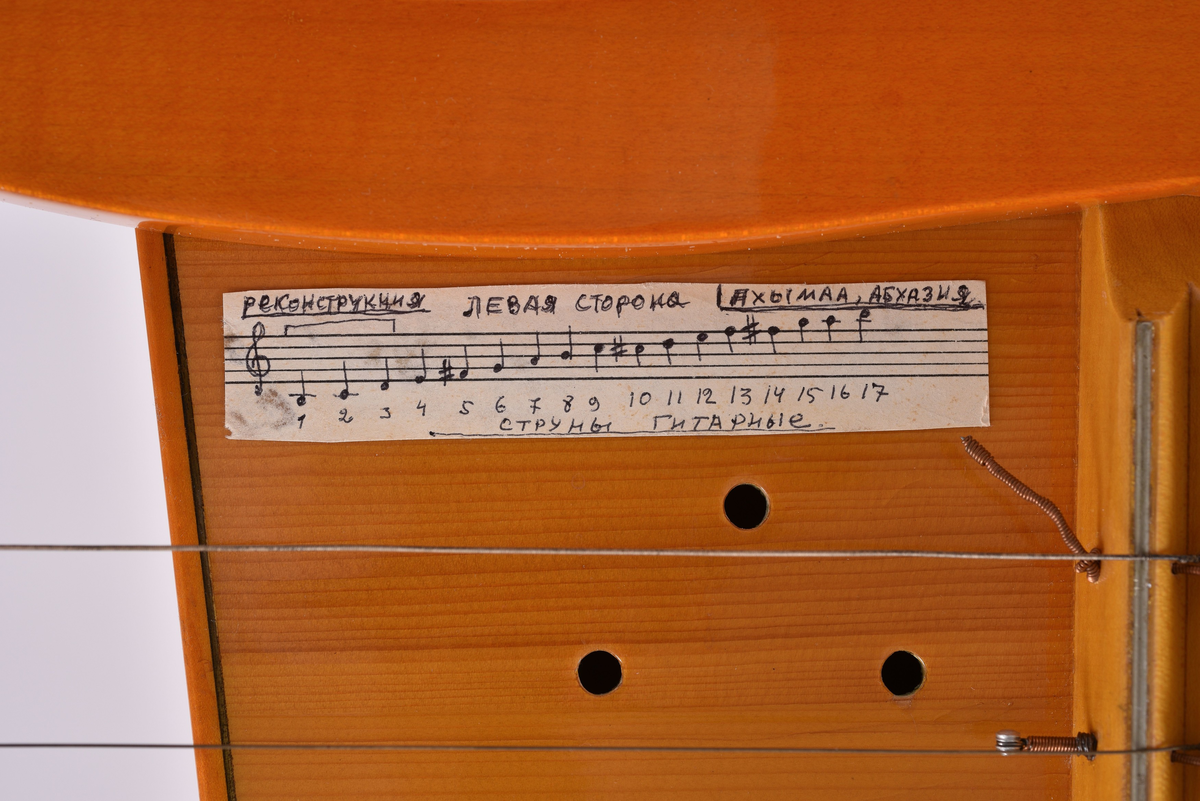 РЕКОНСТРУКЦИЯ ЛЕВАЯ СТОРОНА АХЫМАА, АБХАЗИЯ
1 2 3 4 5 6 7 8 9 10 11 12 13 14 15 16 17
СТРУНЫ ГИТАРНЫЕ.